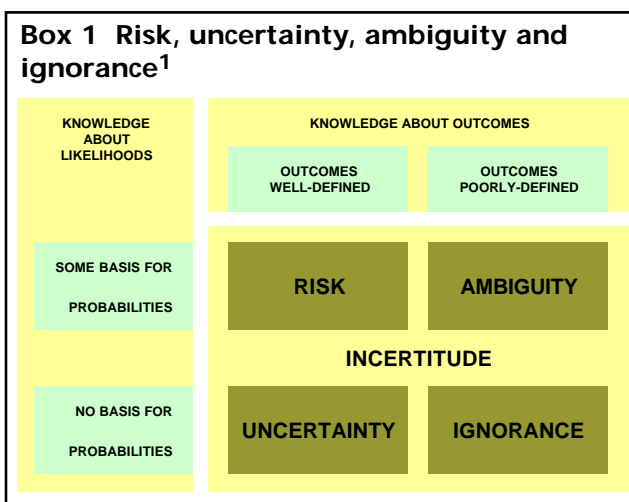 Box 1 Risk, uncertainty, ambiguity and
ignorance1
KNOWLEDGE
ABOUT
LIKELIHOODS
KNOWLEDGE ABOUT OUTCOMES
OUTCOMES
WELL-DEFINED
OUTCOMES
POORLY-DEFINED
SOME BASIS FOR
PROBABILITIES
RISK
AMBIGUITY
INCERTITUDE
NO BASIS FOR
PROBABILITIES
UNCERTAINTY
IGNORANCE